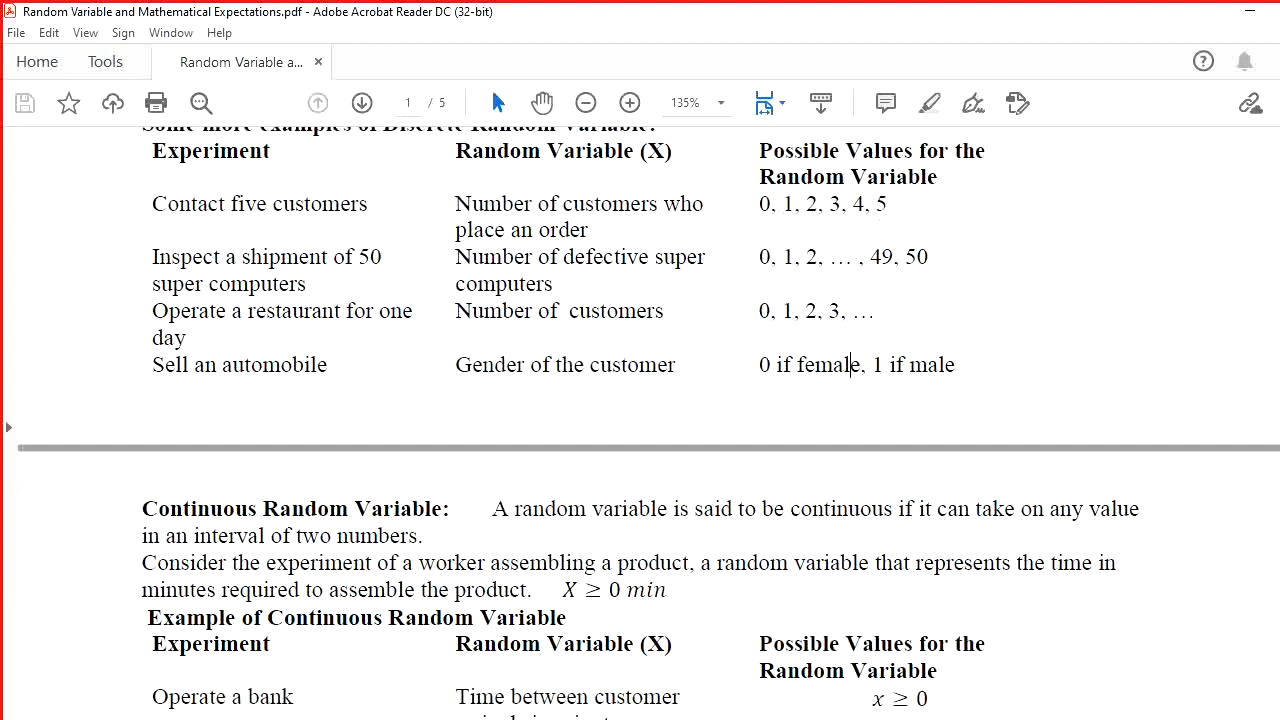 Random Variable and Mathematical Expectations.pdf - Adobe Acrobat Reader DC (32-bit)
File Edit View Sign Window Help
Home Tools Random Variable a... ×
1 / 5 135%
Some more examples of Discrete Random Variable:
Experiment Random Variable (X) Possible Values for the
Random Variable
Contact five customers Number of customers who 0, 1, 2, 3, 4, 5
place an order
Inspect a shipment of 50 Number of defective super 0, 1, 2, … , 49, 50
super computers computers
Operate a restaurant for one Number of customers 0, 1, 2, 3, …
day
Sell an automobile Gender of the customer 0 if female, 1 if male
Continuous Random Variable: A random variable is said to be continuous if it can take on any value
in an interval of two numbers.
Consider the experiment of a worker assembling a product, a random variable that represents the time in
minutes required to assemble the product. X ≥ 0 min
Example of Continuous Random Variable
Experiment Random Variable (X) Possible Values for the
Random Variable
Operate a bank Time between customer x ≥ 0